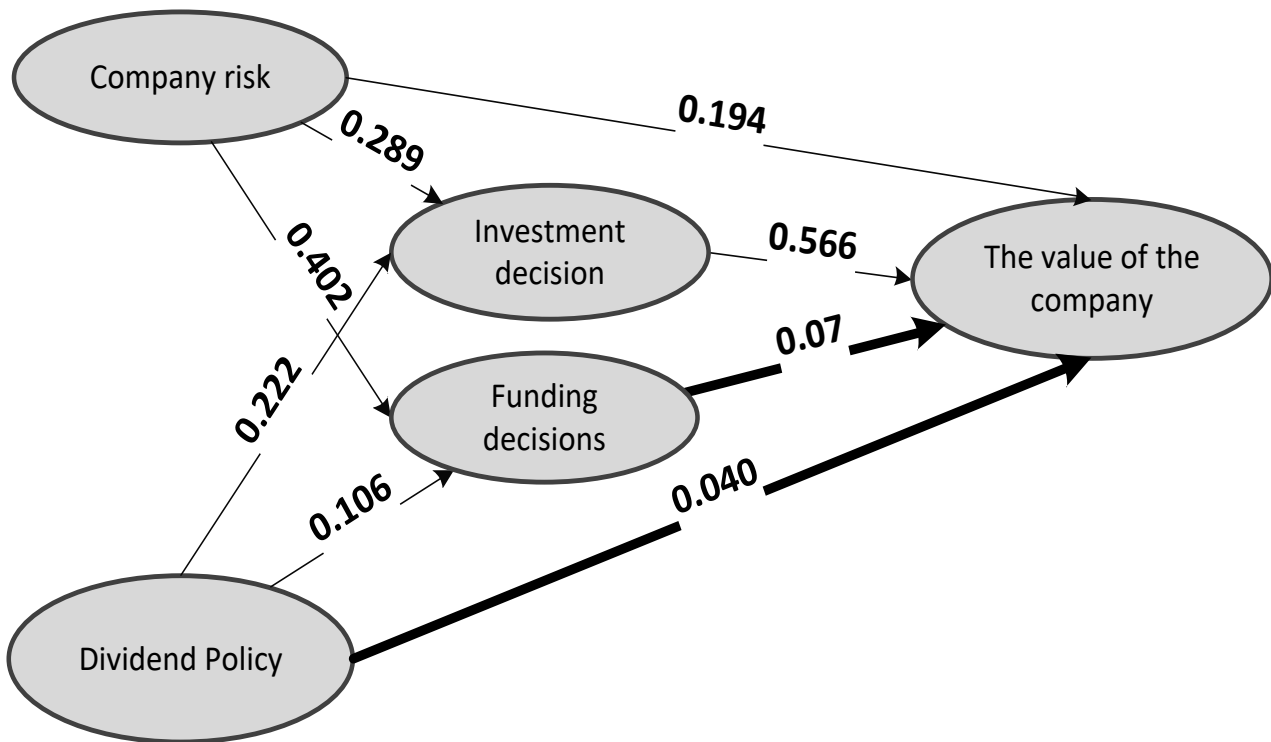 Company risk
0.194
0.289
Investment
decision
0.566
The value of the
company
0.402
0.222
0.07
Funding
decisions
0.106
0.040
Dividend Policy